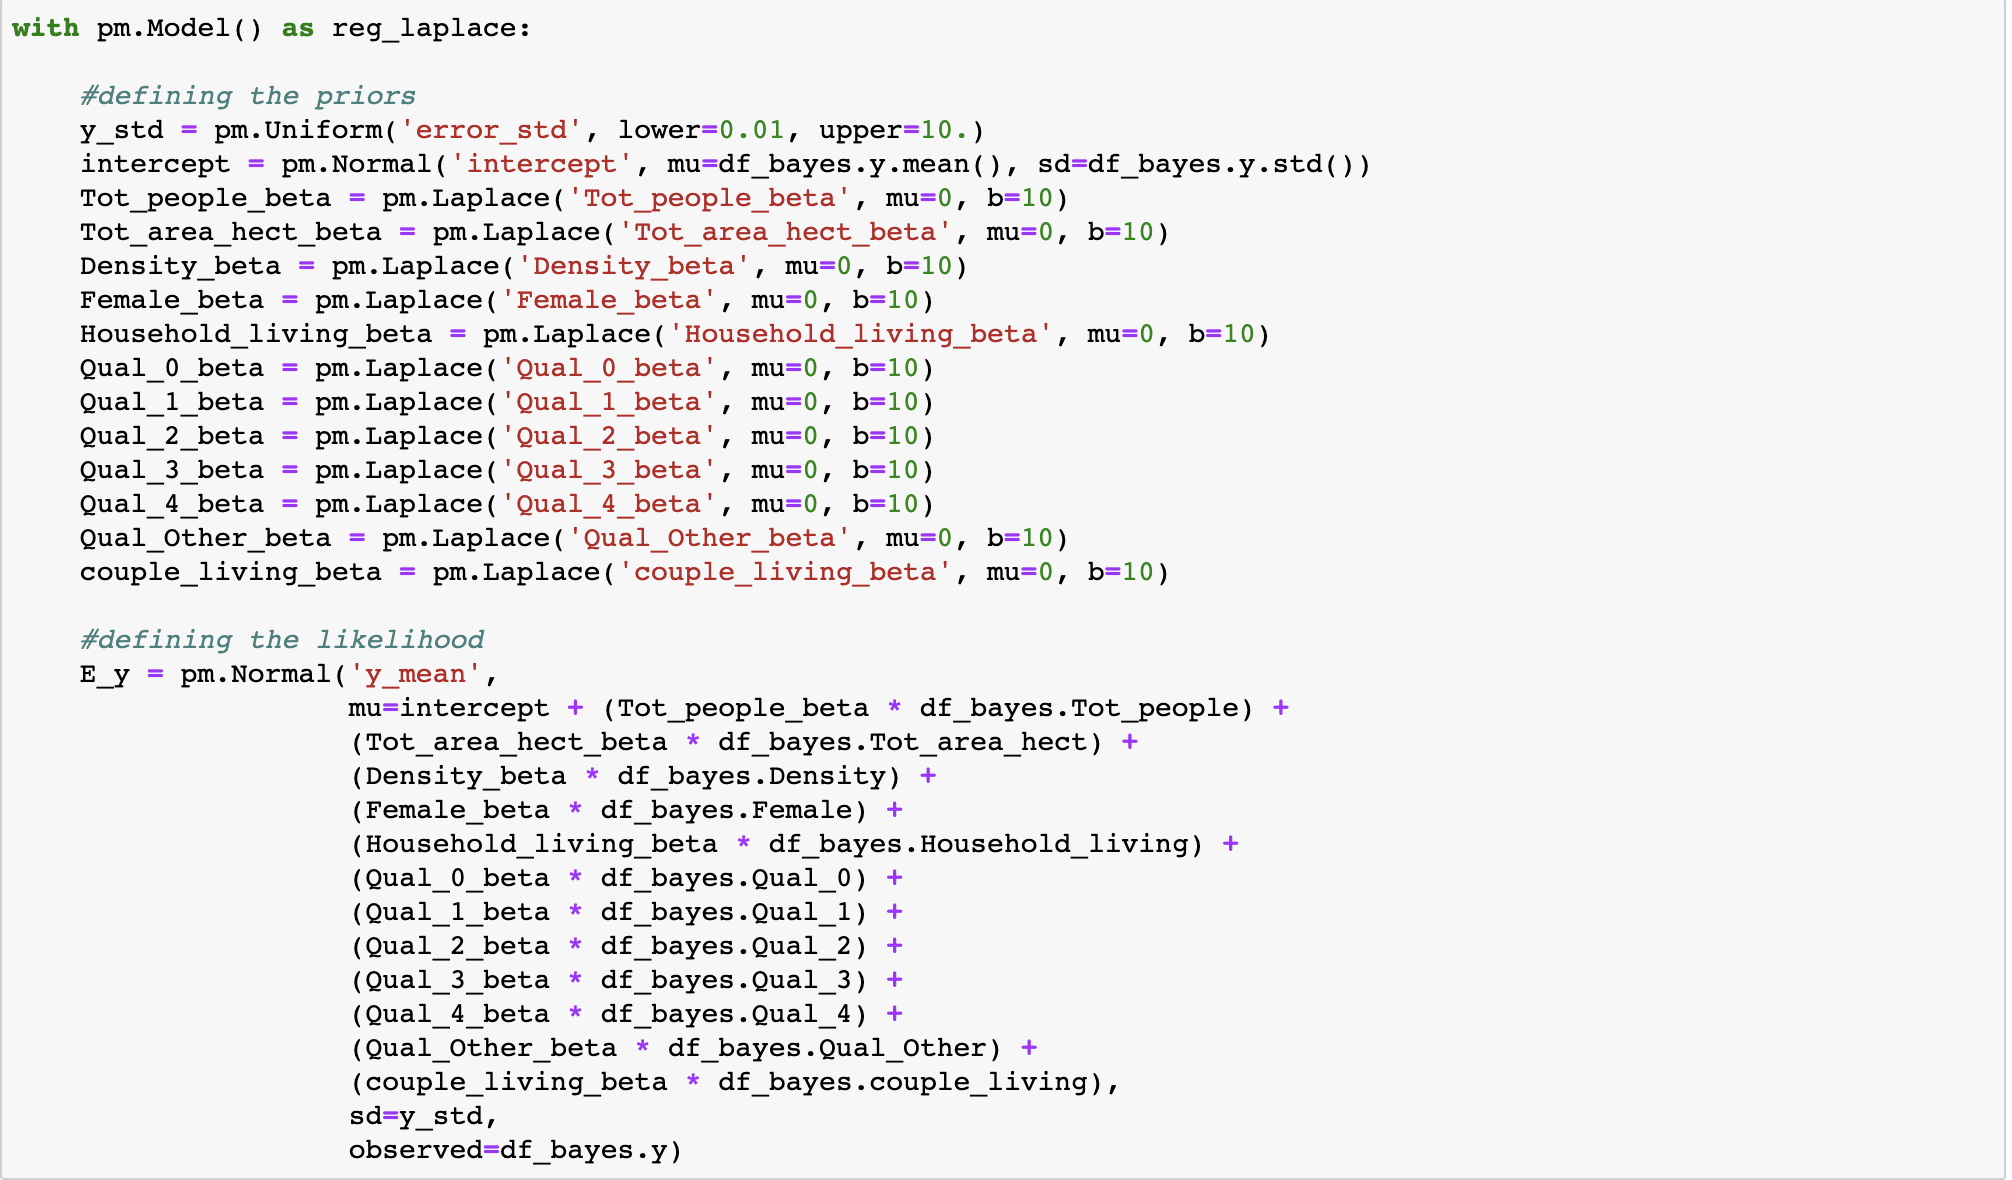 with pm.Model() as reg_laplace:

    #defining the priors
    y_std = pm.Uniform('error_std', lower=0.01, upper=10.)
    intercept = pm.Normal('intercept', mu=df_bayes.y.mean(), sd=df_bayes.y.std())
    Tot_people_beta = pm.Laplace('Tot_people_beta', mu=0, b=10)
    Tot_area_hect_beta = pm.Laplace('Tot_area_hect_beta', mu=0, b=10)
    Density_beta = pm.Laplace('Density_beta', mu=0, b=10)
    Female_beta = pm.Laplace('Female_beta', mu=0, b=10)
    Household_living_beta = pm.Laplace('Household_living_beta', mu=0, b=10)
    Qual_0_beta = pm.Laplace('Qual_0_beta', mu=0, b=10)
    Qual_1_beta = pm.Laplace('Qual_1_beta', mu=0, b=10)
    Qual_2_beta = pm.Laplace('Qual_2_beta', mu=0, b=10)
    Qual_3_beta = pm.Laplace('Qual_3_beta', mu=0, b=10)
    Qual_4_beta = pm.Laplace('Qual_4_beta', mu=0, b=10)
    Qual_Other_beta = pm.Laplace('Qual_Other_beta', mu=0, b=10)
    couple_living_beta = pm.Laplace('couple_living_beta', mu=0, b=10)

    #defining the likelihood
    E_y = pm.Normal('y_mean',
                    mu=intercept + (Tot_people_beta * df_bayes.Tot_people) +
                    (Tot_area_hect_beta * df_bayes.Tot_area_hect) +
                    (Density_beta * df_bayes.Density) +
                    (Female_beta * df_bayes.Female) +
                    (Household_living_beta * df_bayes.Household_living) +
                    (Qual_0_beta * df_bayes.Qual_0) +
                    (Qual_1_beta * df_bayes.Qual_1) +
                    (Qual_2_beta * df_bayes.Qual_2) +
                    (Qual_3_beta * df_bayes.Qual_3) +
                    (Qual_4_beta * df_bayes.Qual_4) +
                    (Qual_Other_beta * df_bayes.Qual_Other) +
                    (couple_living_beta * df_bayes.couple_living),
                    sd=y_std,
                    observed=df_bayes.y)